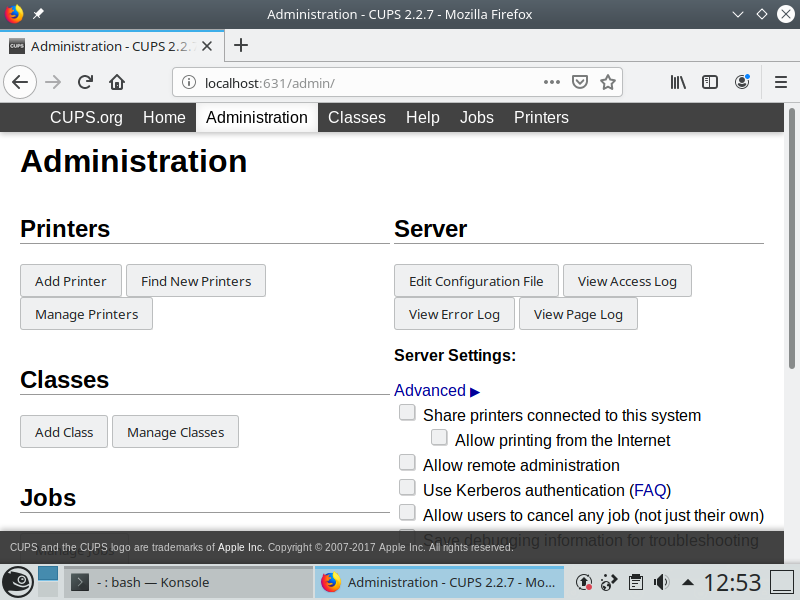 Administration - CUPS 2.2.7 - Mozilla Firefox
CUPS Administration - CUPS 2.2.
localhost:631/admin/
CUPS.org Home Administration Classes Help Jobs Printers
Administration
Printers
Add Printer Find New Printers
Manage Printers
Classes
Add Class Manage Classes
Jobs
Manage Jobs
Server
Edit Configuration File View Access Log
View Error Log View Page Log
Server Settings:
Advanced ▶
Share printers connected to this system
Allow printing from the Internet
Allow remote administration
Use Kerberos authentication (FAQ)
Allow users to cancel any job (not just their own)
Save debugging information for troubleshooting
CUPS and the CUPS logo are trademarks of Apple Inc. Copyright © 2007-2017 Apple Inc. All rights reserved.
- : bash — Konsole
Administration - CUPS 2.2.7 - Mo...
12:53